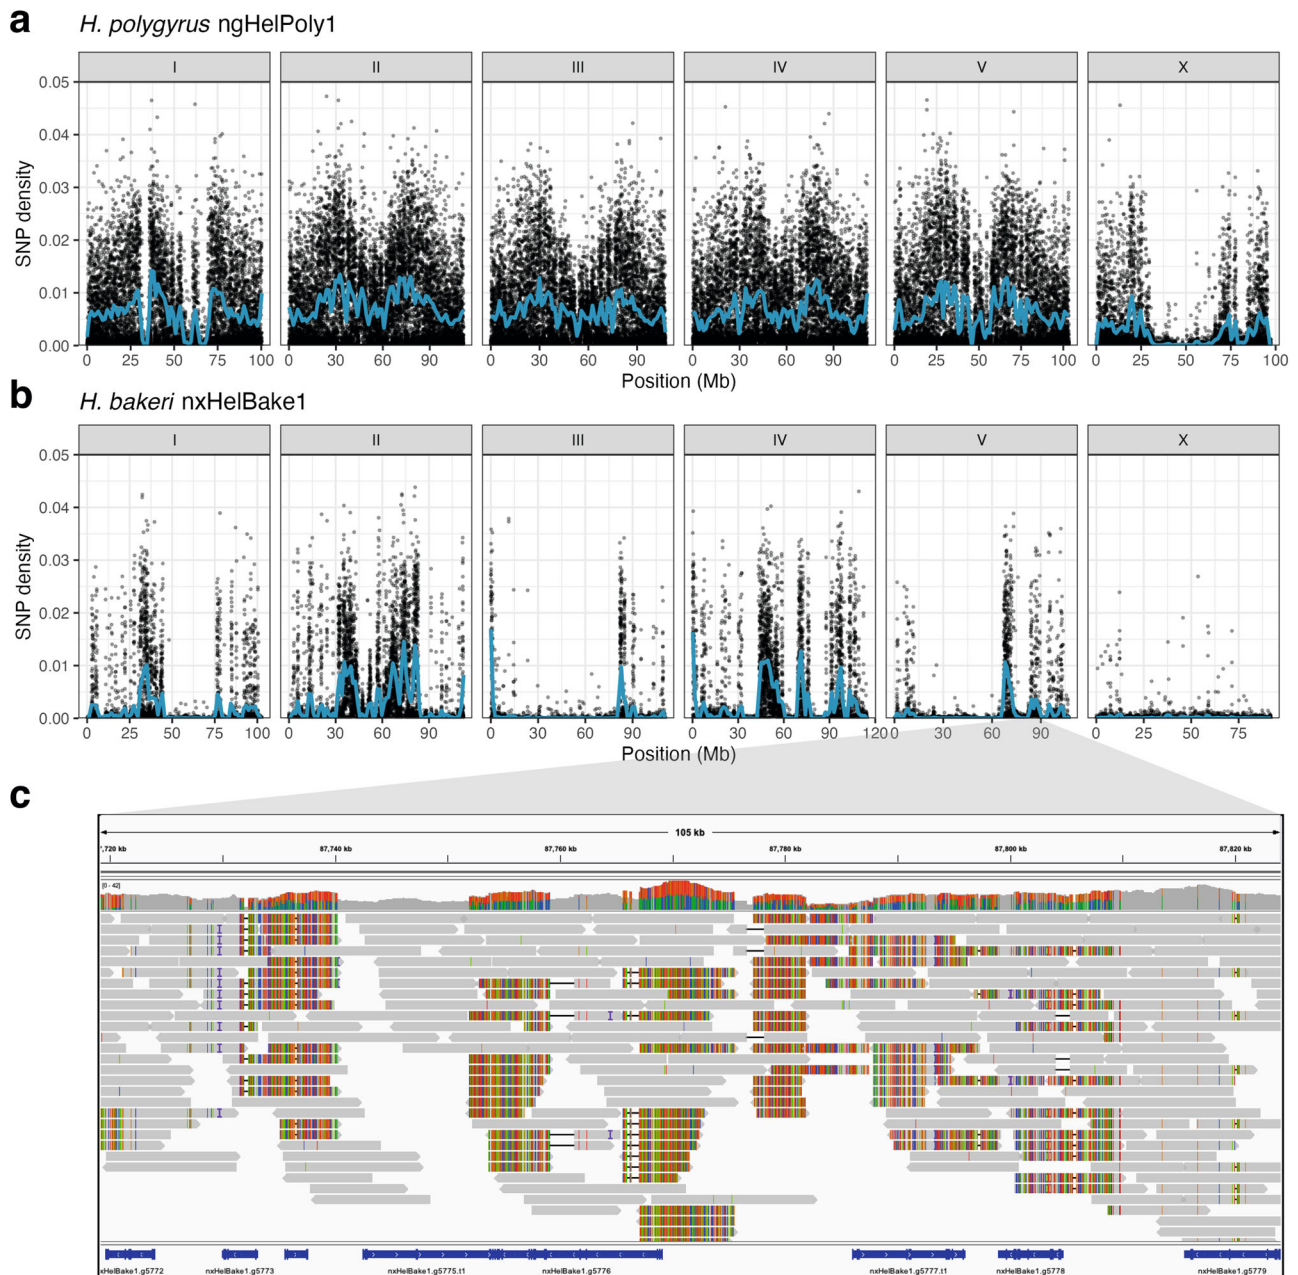 a
H. polygyrus ngHelPoly1
I II III IV V X
SNP density
0.05
0.04
0.03
0.02
0.01
0.00
0 25 50 75 100 0 30 60 90 0 30 60 90 0 30 60 90 0 25 50 75 100 0 25 50 75 100
Position (Mb)
b
H. bakeri nxHelBake1
I II III IV V X
SNP density
0.05
0.04
0.03
0.02
0.01
0.00
0 25 50 75 100 0 30 60 90 0 30 60 90 0 30 60 90 120 0 30 60 90 0 25 50 75
Position (Mb)
c
105 kb
',720 kb 87,740 kb 87,760 kb 87,780 kb 87,800 kb 87,820 kb
[0 - 42]
xHelBake1.g5772 nxHelBake1.g5773 nxHelBake1.g5775.t1 nxHelBake1.g5776 nxHelBake1.g5777.t1 nxHelBake1.g5778 nxHelBake1.g5779